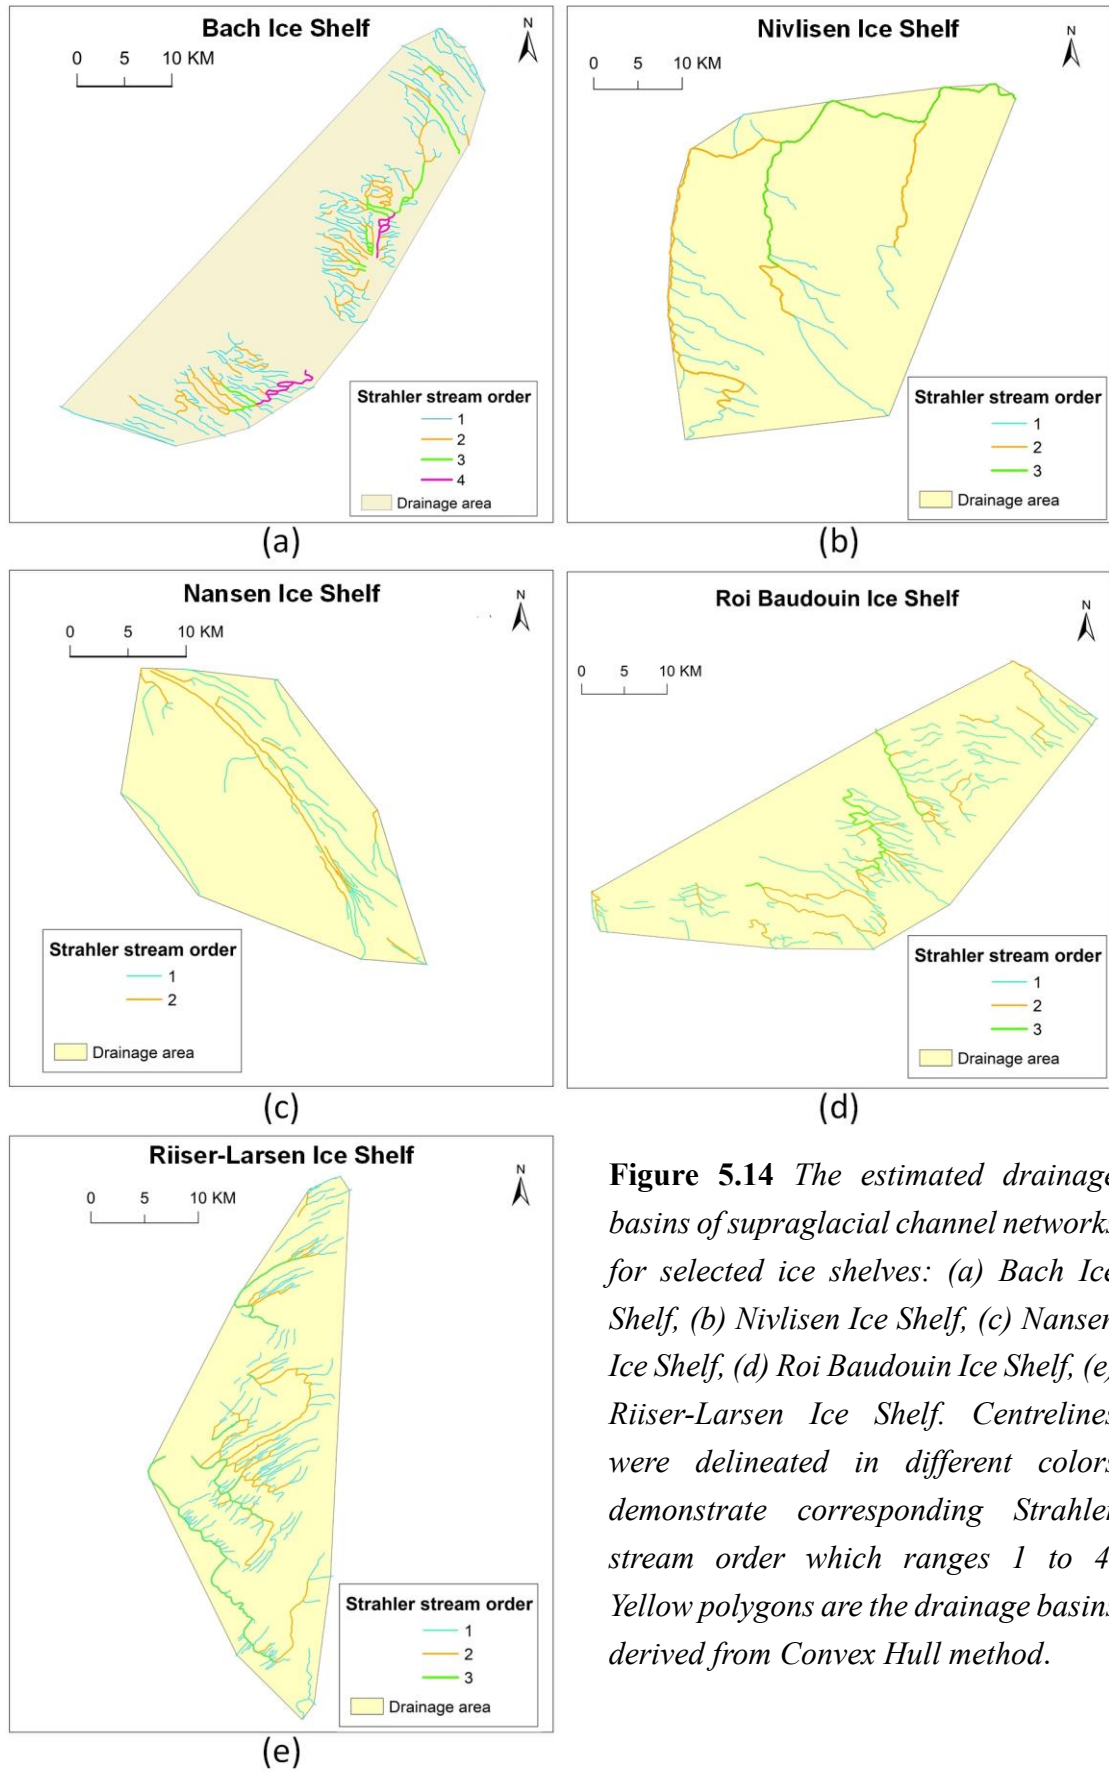 Bach Ice Shelf
N
0 5 10 KM
Strahler stream order
1
2
3
4
Drainage area
(a)
Nivlisen Ice Shelf
N
0 5 10 KM
Strahler stream order
1
2
3
Drainage area
(b)
Nansen Ice Shelf
N
0 5 10 KM
Strahler stream order
1
2
Drainage area
(c)
Roi Baudouin Ice Shelf
N
0 5 10 KM
Strahler stream order
1
2
3
Drainage area
(d)
Riiser-Larsen Ice Shelf
N
0 5 10 KM
Strahler stream order
1
2
3
Drainage area
(e)
Figure 5.14 The estimated drainage
basins of supraglacial channel networks
for selected ice shelves: (a) Bach Ice
Shelf, (b) Nivlisen Ice Shelf, (c) Nansen
Ice Shelf, (d) Roi Baudouin Ice Shelf, (e)
Riiser-Larsen Ice Shelf. Centrelines
were delineated in different colors
demonstrate corresponding Strahler
stream order which ranges 1 to 4.
Yellow polygons are the drainage basins
derived from Convex Hull method.